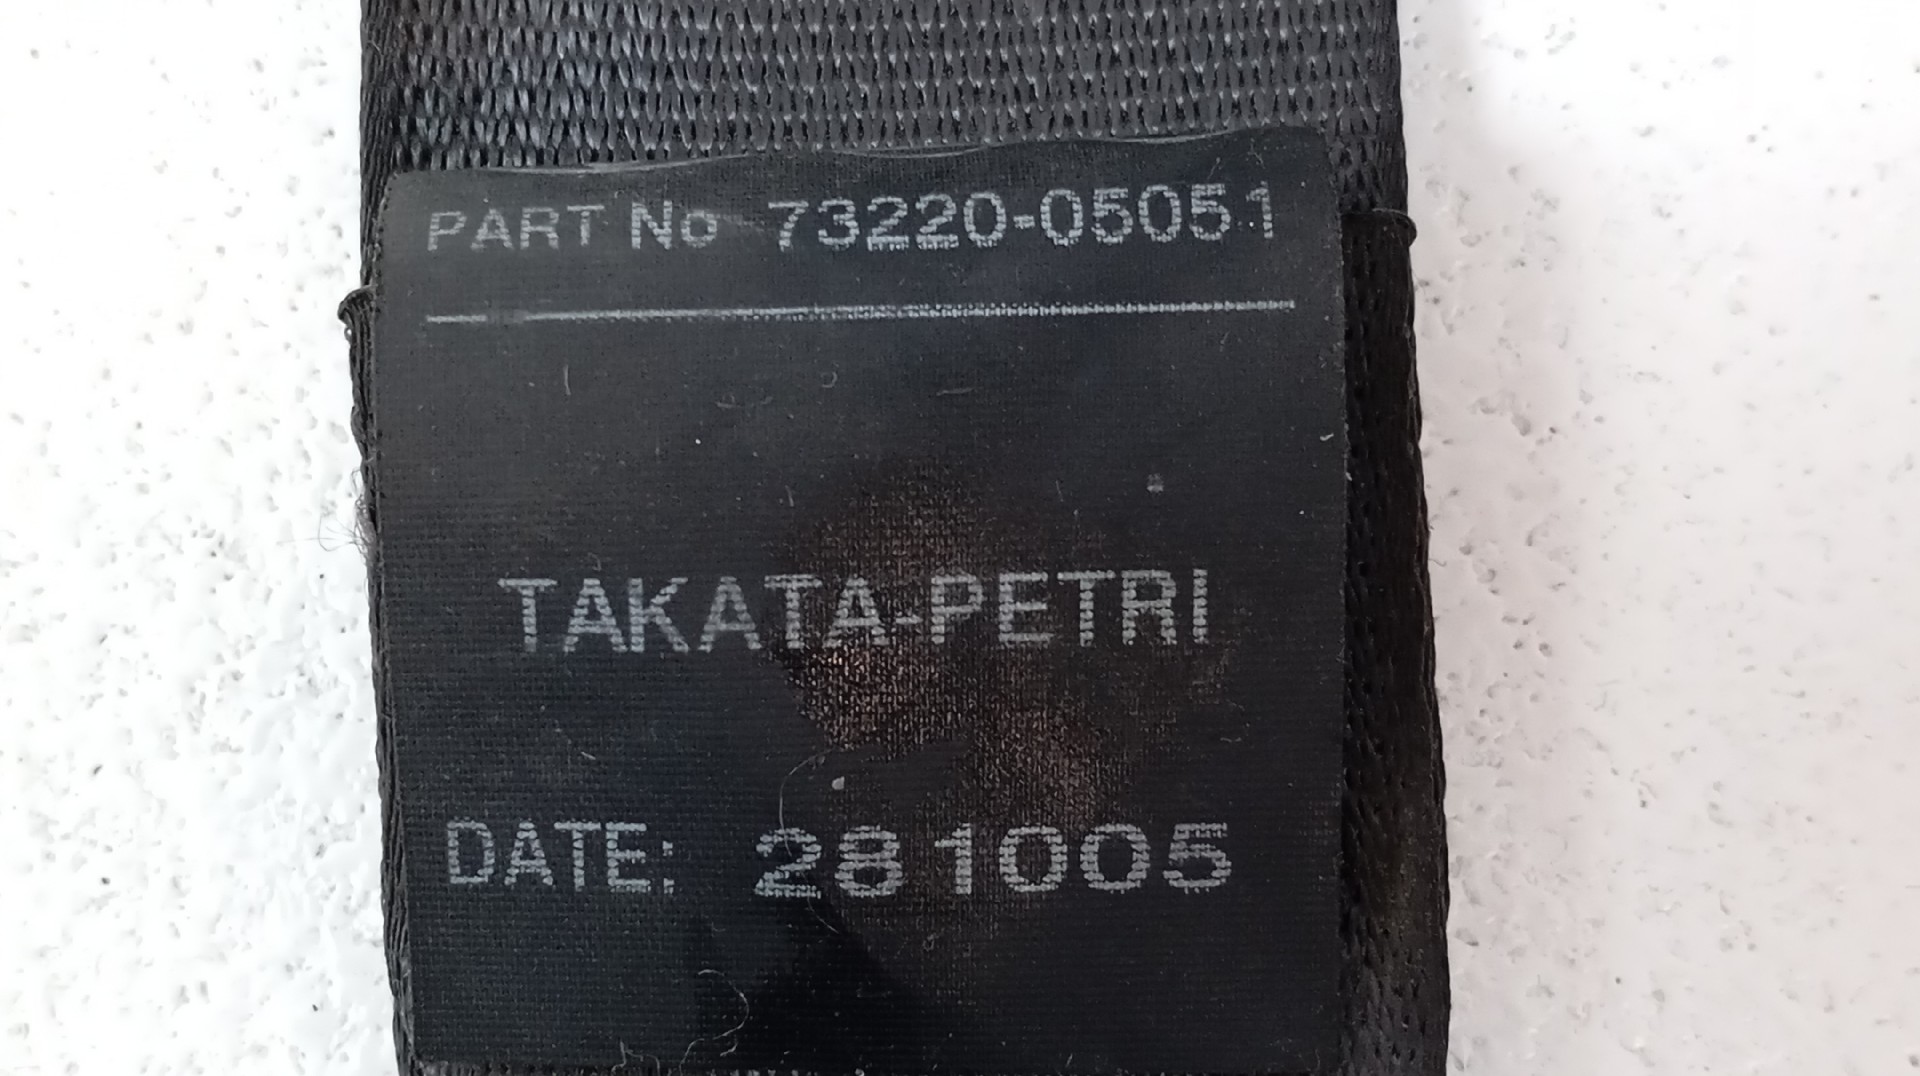 PART No 73220-05051
TAKATA-PETRI
DATE: 281005